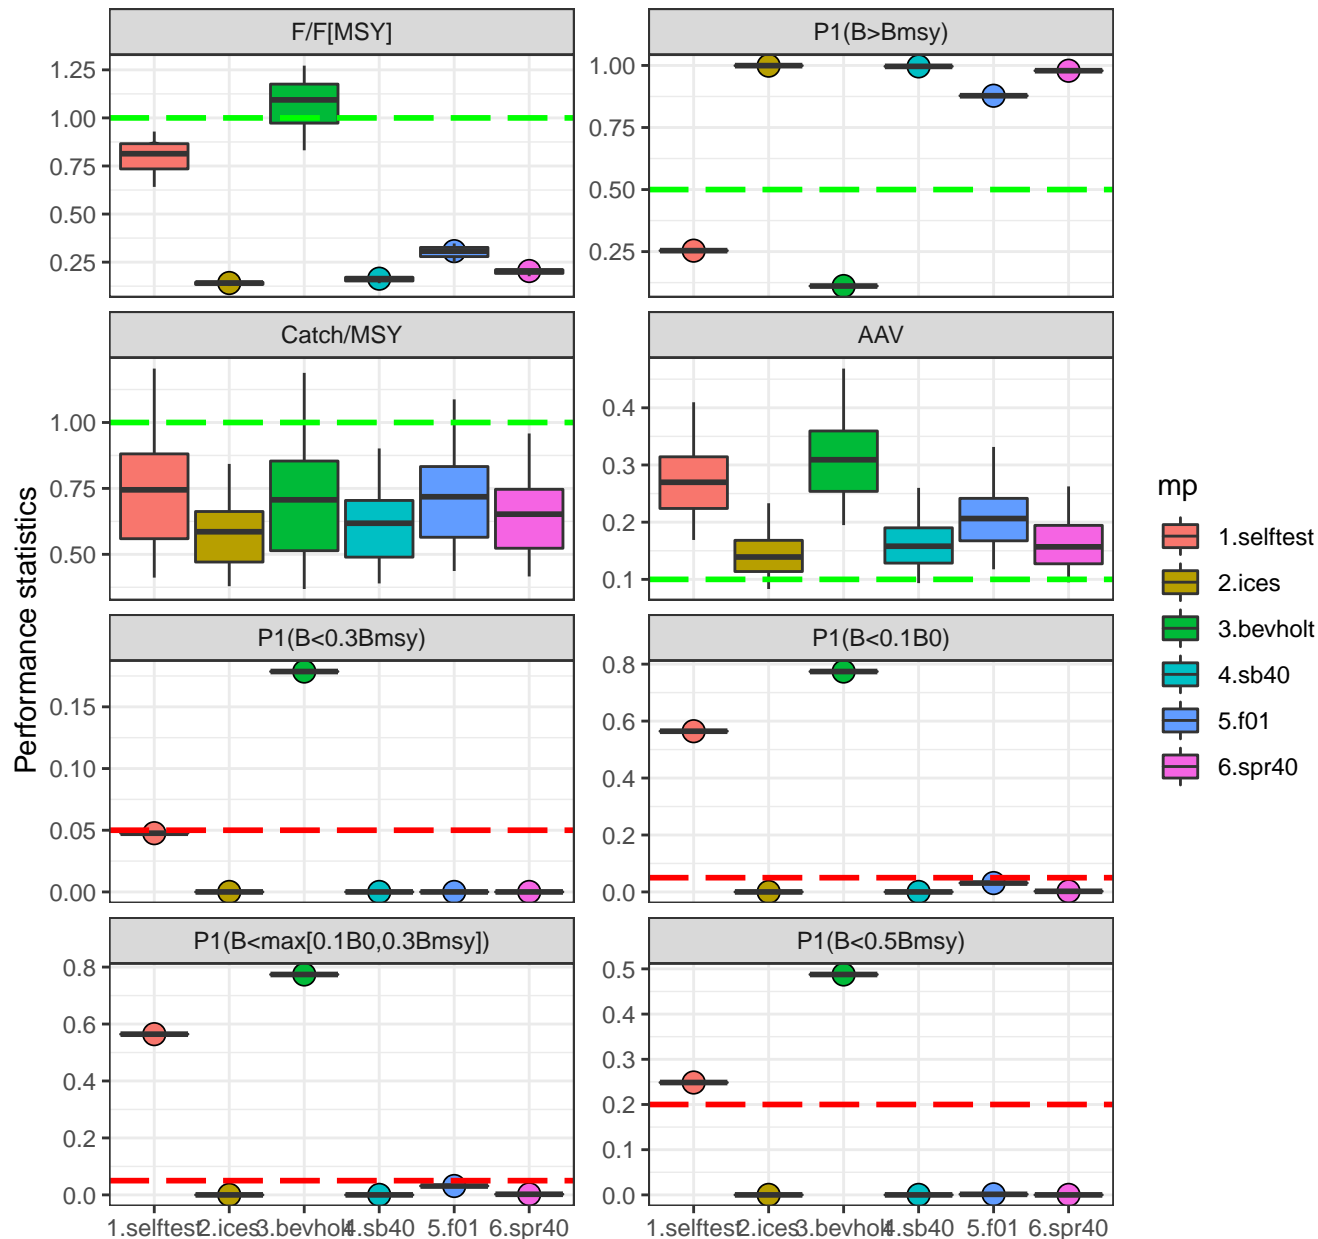 F/F[MSY]
P1(B>Bmsy)
1.25
1.00
0.75
0.50
0.25
1.00
0.75
0.50
0.25
Catch/MSY
AAV
1.00
0.75
0.50
0.4
0.3
0.2
0.1
P1(B<0.3Bmsy)
P1(B<0.1B0)
0.15
0.10
0.05
0.00
0.8
0.6
0.4
0.2
0.0
P1(B<max[0.1B0,0.3Bmsy])
P1(B<0.5Bmsy)
0.8
0.6
0.4
0.2
0.0
0.5
0.4
0.3
0.2
0.1
0.0
1.selftest 2.ices 3.bevholt 4.sb40 5.f01 6.spr40
1.selftest 2.ices 3.bevholt 4.sb40 5.f01 6.spr40
Performance statistics
mp
1.selftest
2.ices
3.bevholt
4.sb40
5.f01
6.spr40